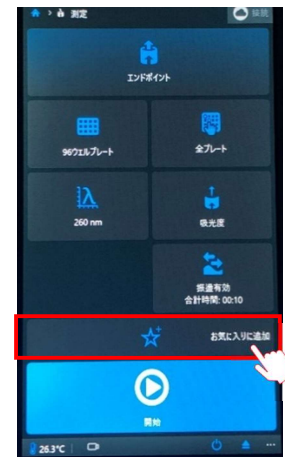 > 測定
接続
エンドポイント
96ウェルプレート
全プレート
260 nm
吸光度
振盪有効
合計時間: 00:10
お気に入りに追加
開始
26.3°C